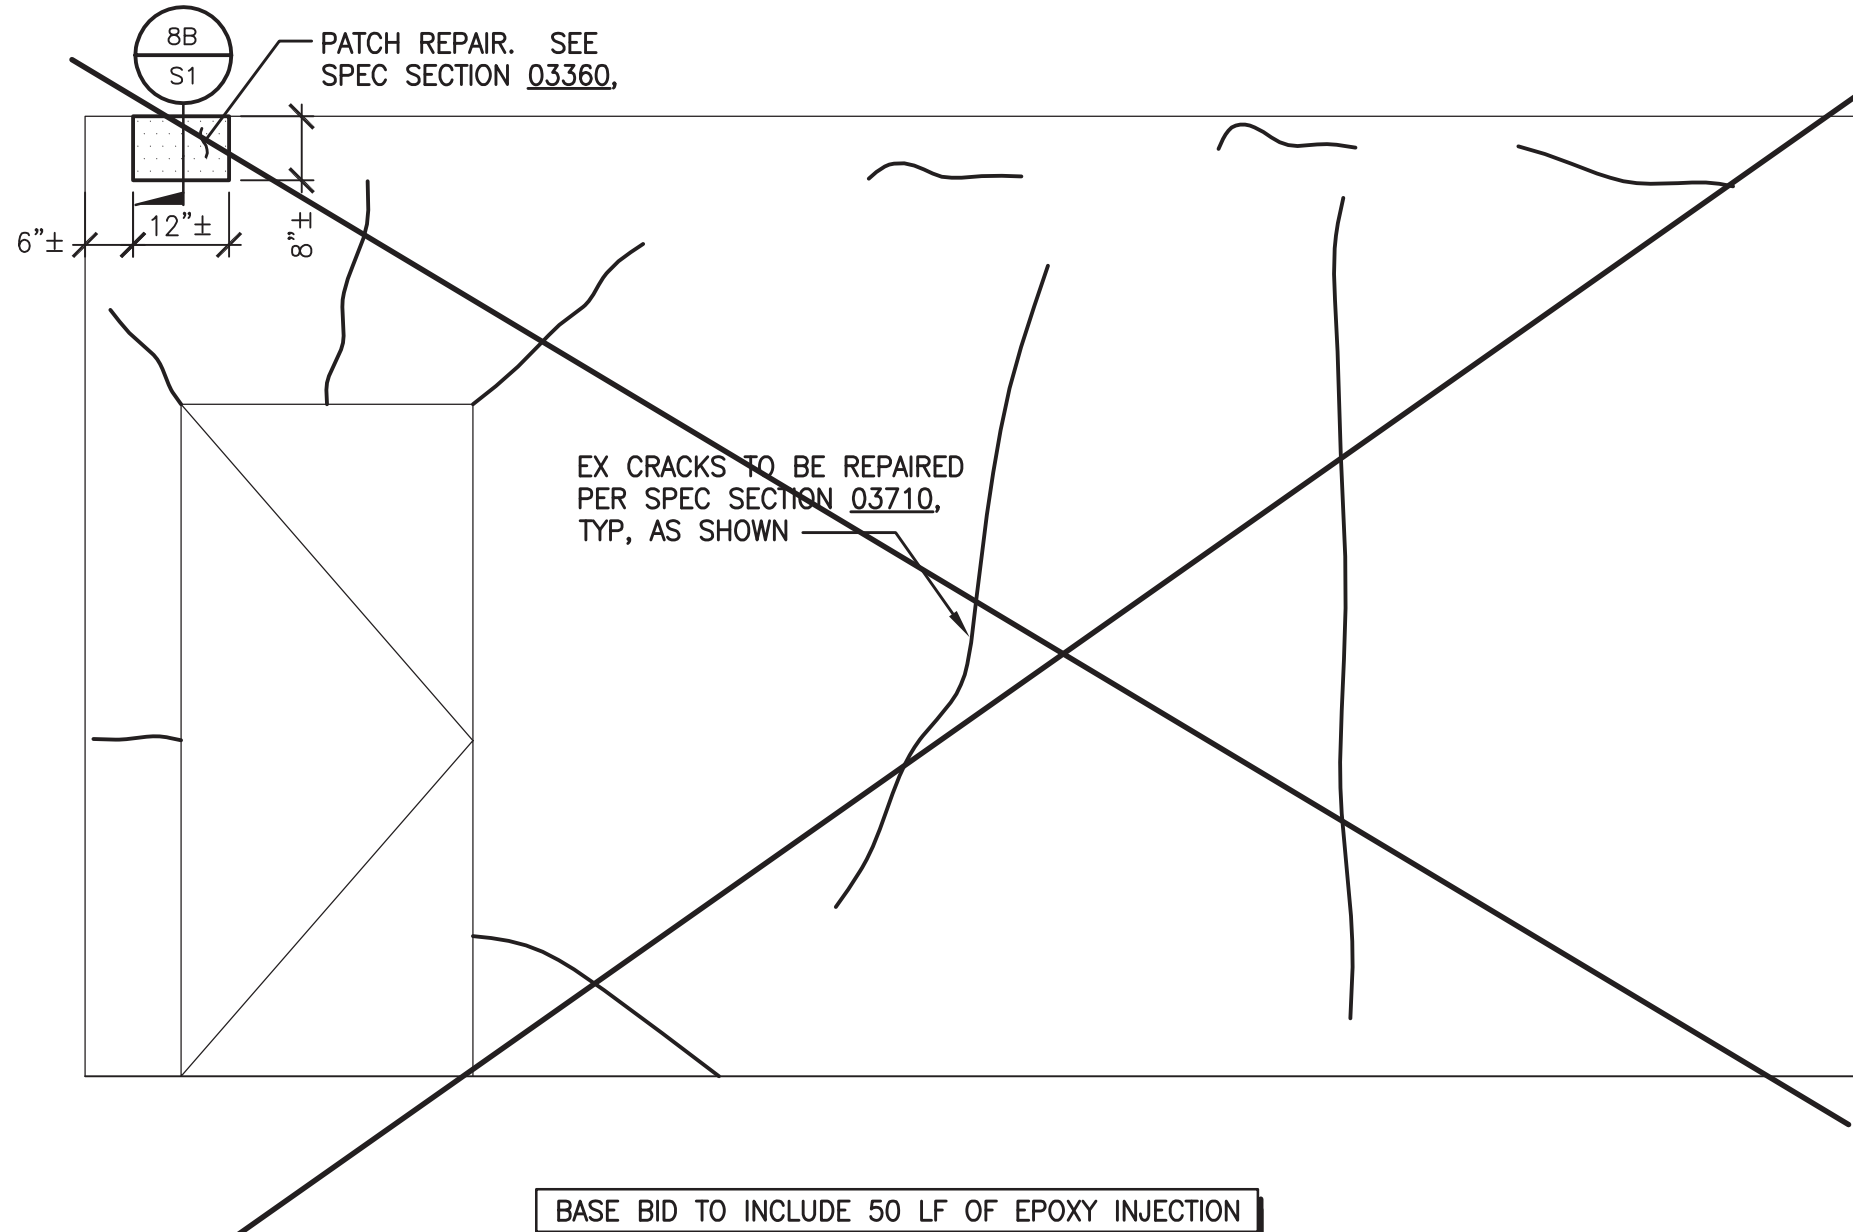 8B
S1
PATCH REPAIR. SEE
SPEC SECTION 03360,
6"±
12"±
8"±
EX CRACKS TO BE REPAIRED
PER SPEC SECTION 03710,
TYP, AS SHOWN
BASE BID TO INCLUDE 50 LF OF EPOXY INJECTION